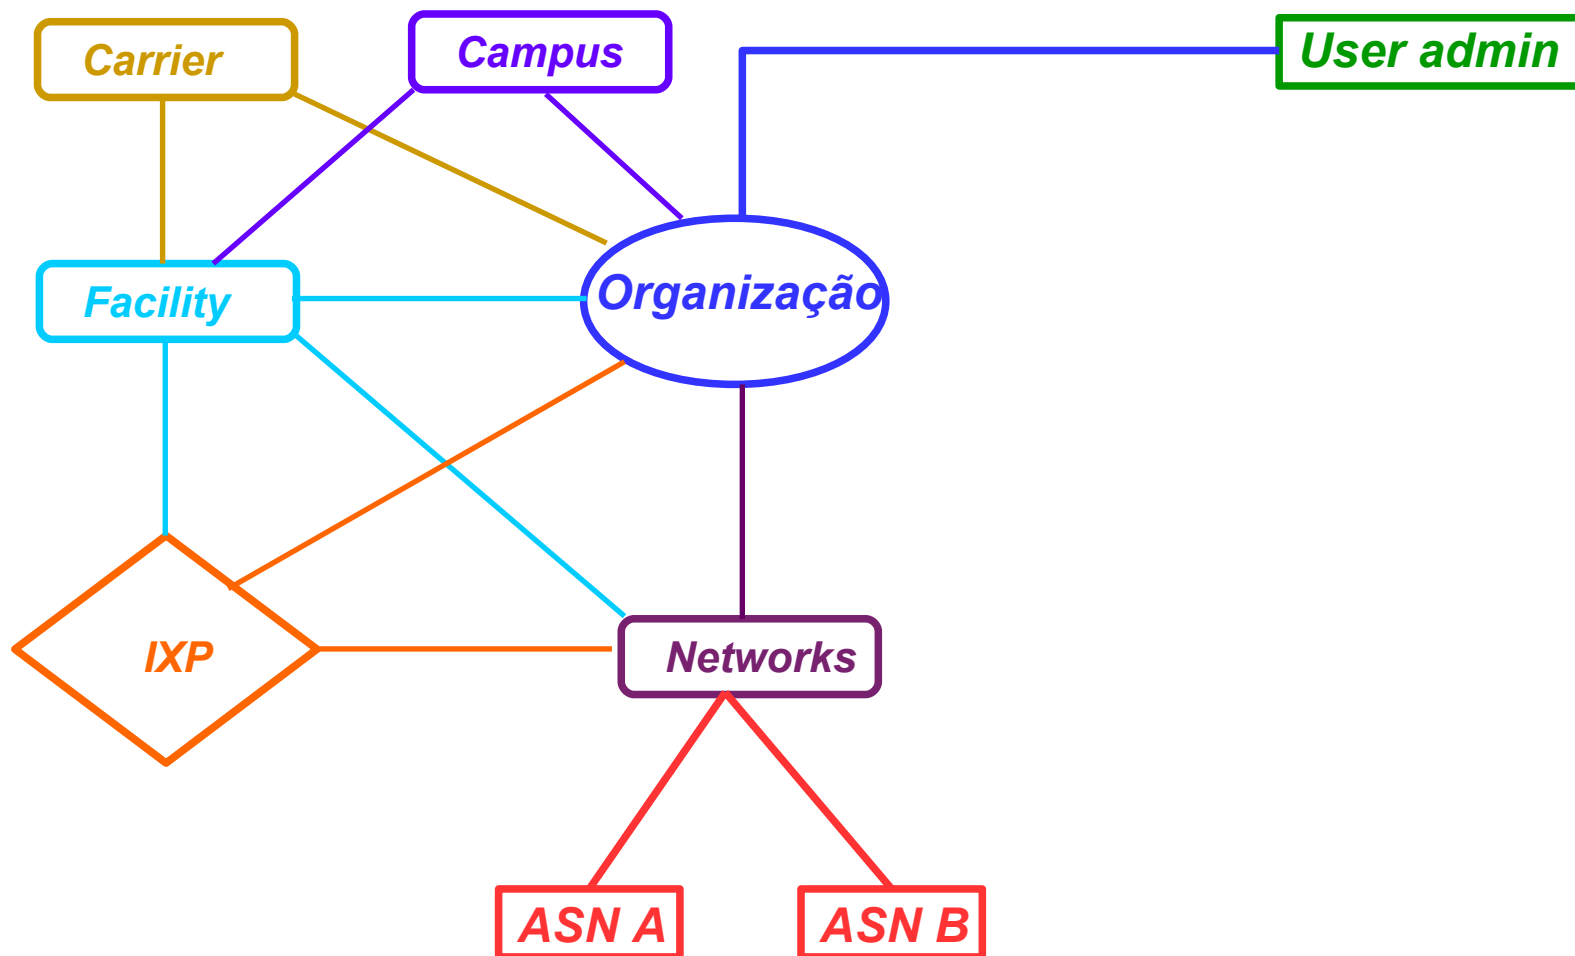 Carrier
Campus
User admin
Facility
Organização
IXP
Networks
ASN A
ASN B